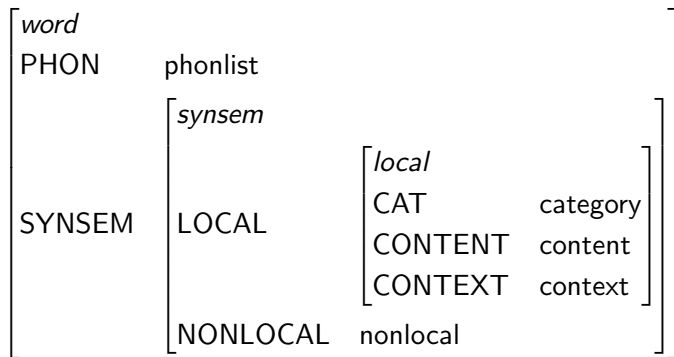 word
PHON phonlist
synsem
local
CAT category
SYNSEM LOCAL CONTENT content
CONTEXT context
NONLOCAL nonlocal